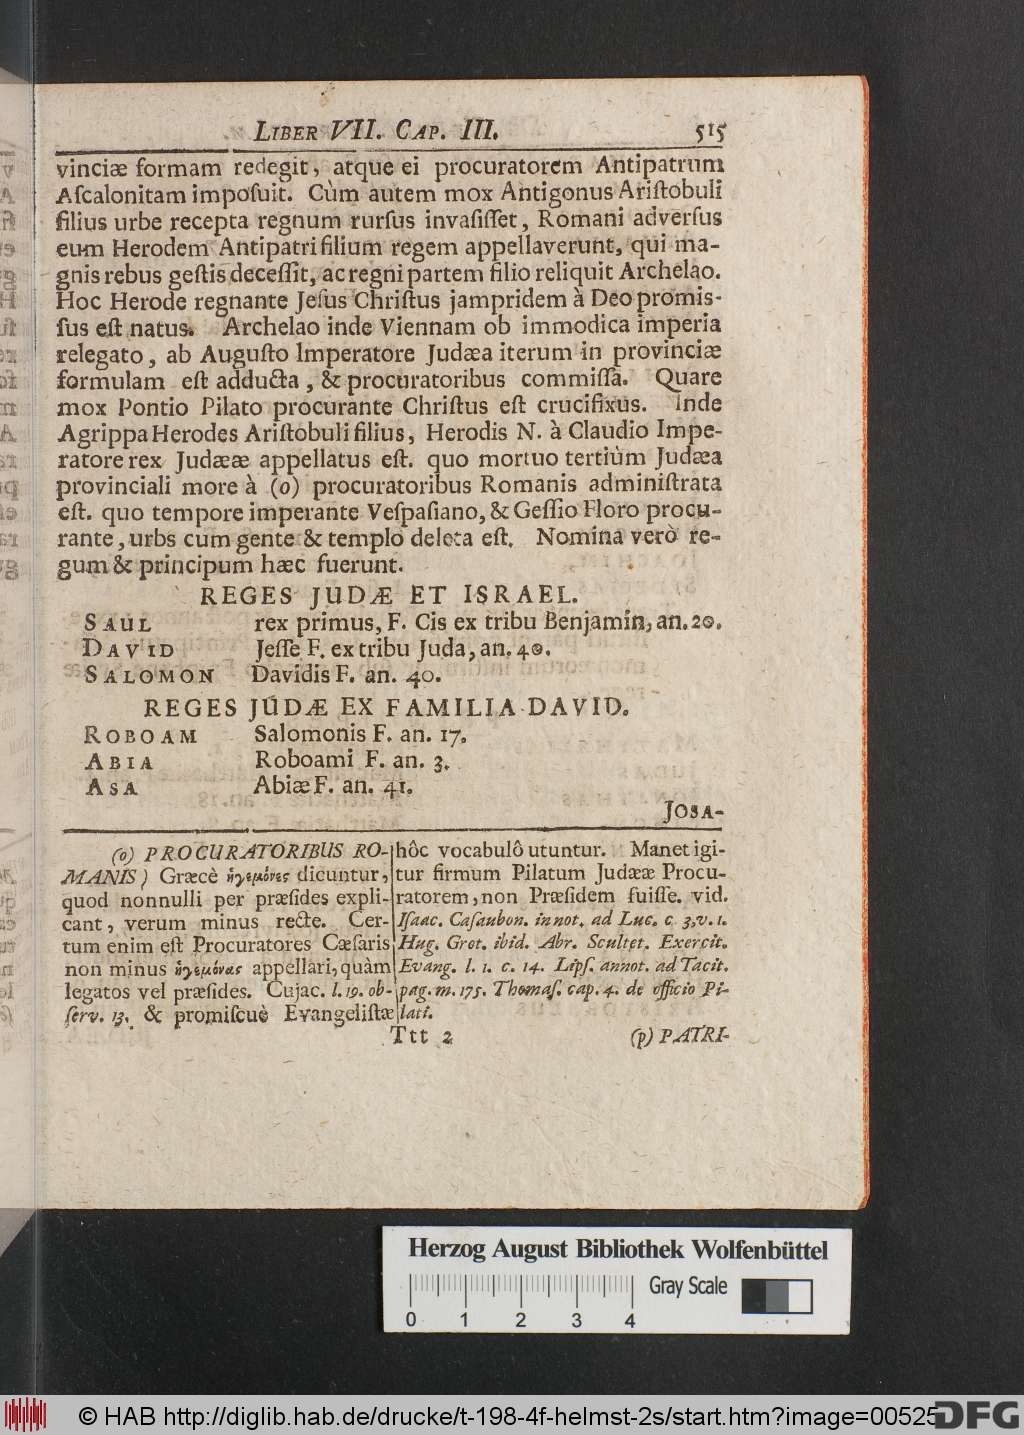 LIBER VII. CAP. III. 515
vinciæ formam redegit, atque ei procuratorem Antipatrum
Aſcalonitam impoſuit. Cùm autem mox Antigonus Ariſtobuli
filius urbe recepta regnum rurſus invaſiſſet, Romani adverſus
eum Herodem Antipatri filium regem appellaverunt, qui ma-
gnis rebus geſtis deceſſit, ac regni partem filio reliquit Archelao.
Hoc Herode regnante Jeſus Chriſtus jampridem à Deo promis-
ſus eſt natus. Archelao inde Viennam ob immodica imperia
relegato, ab Auguſto Imperatore Judæa iterum in provinciæ
formulam eſt adducta, & procuratoribus commiſſa. Quare
mox Pontio Pilato procurante Chriſtus eſt crucifixus. Inde
Agrippa Herodes Ariſtobuli filius, Herodis N. à Claudio Impe-
ratore rex Judææ appellatus eſt. quo mortuo tertiùm Judæa
provinciali more à (o) procuratoribus Romanis adminiſtrata
eſt. quo tempore imperante Veſpaſiano, & Geſſio Floro procu-
rante, urbs cum gente & templo deleta eſt. Nomina verò re-
gum & principum hæc fuerunt.
REGES JUDÆ ET ISRAEL.
SAUL rex primus, F. Cis ex tribu Benjamin, an. 20.
DAVID Jeſſe F. ex tribu Juda, an. 40.
SALOMON Davidis F. an. 40.
REGES JUDÆ EX FAMILIA DAVID.
ROBOAM Salomonis F. an. 17.
ABIA Roboami F. an. 3.
ASA Abiæ F. an. 41.
JOSA-
(o) PROCURATORIBUS RO-
MANIS) Græcè ἡγεμόνες dicuntur,
quod nonnulli per præſides expli-
cant, verum minus recte. Cer-
tum enim eſt Procuratores Cæſaris
non minus ἡγεμόνας appellari, quàm
legatos vel præſides. Cujac. l. 19. ob-
ſerv. 13. & promiſcuè Evangeliſtæ
hôc vocabulô utuntur. Manet igi-
tur firmum Pilatum Judææ Procu-
ratorem, non Præſidem fuiſſe. vid.
Iſaac. Caſaubon. in not. ad Luc. c. 3, v. 1.
Hug. Grot. ibid. Abr. Scultet. Exercit.
Evang. l. 1. c. 14. Lipſ. annot. ad Tacit.
pag. m. 175. Thomaſ. cap. 4. de officio Pi-
lati.
Ttt 2 (p) PATRI-
Herzog August Bibliothek Wolfenbüttel
Gray Scale
0 1 2 3 4
© HAB http://diglib.hab.de/drucke/t-198-4f-helmst-2s/start.htm?image=00525
DFG